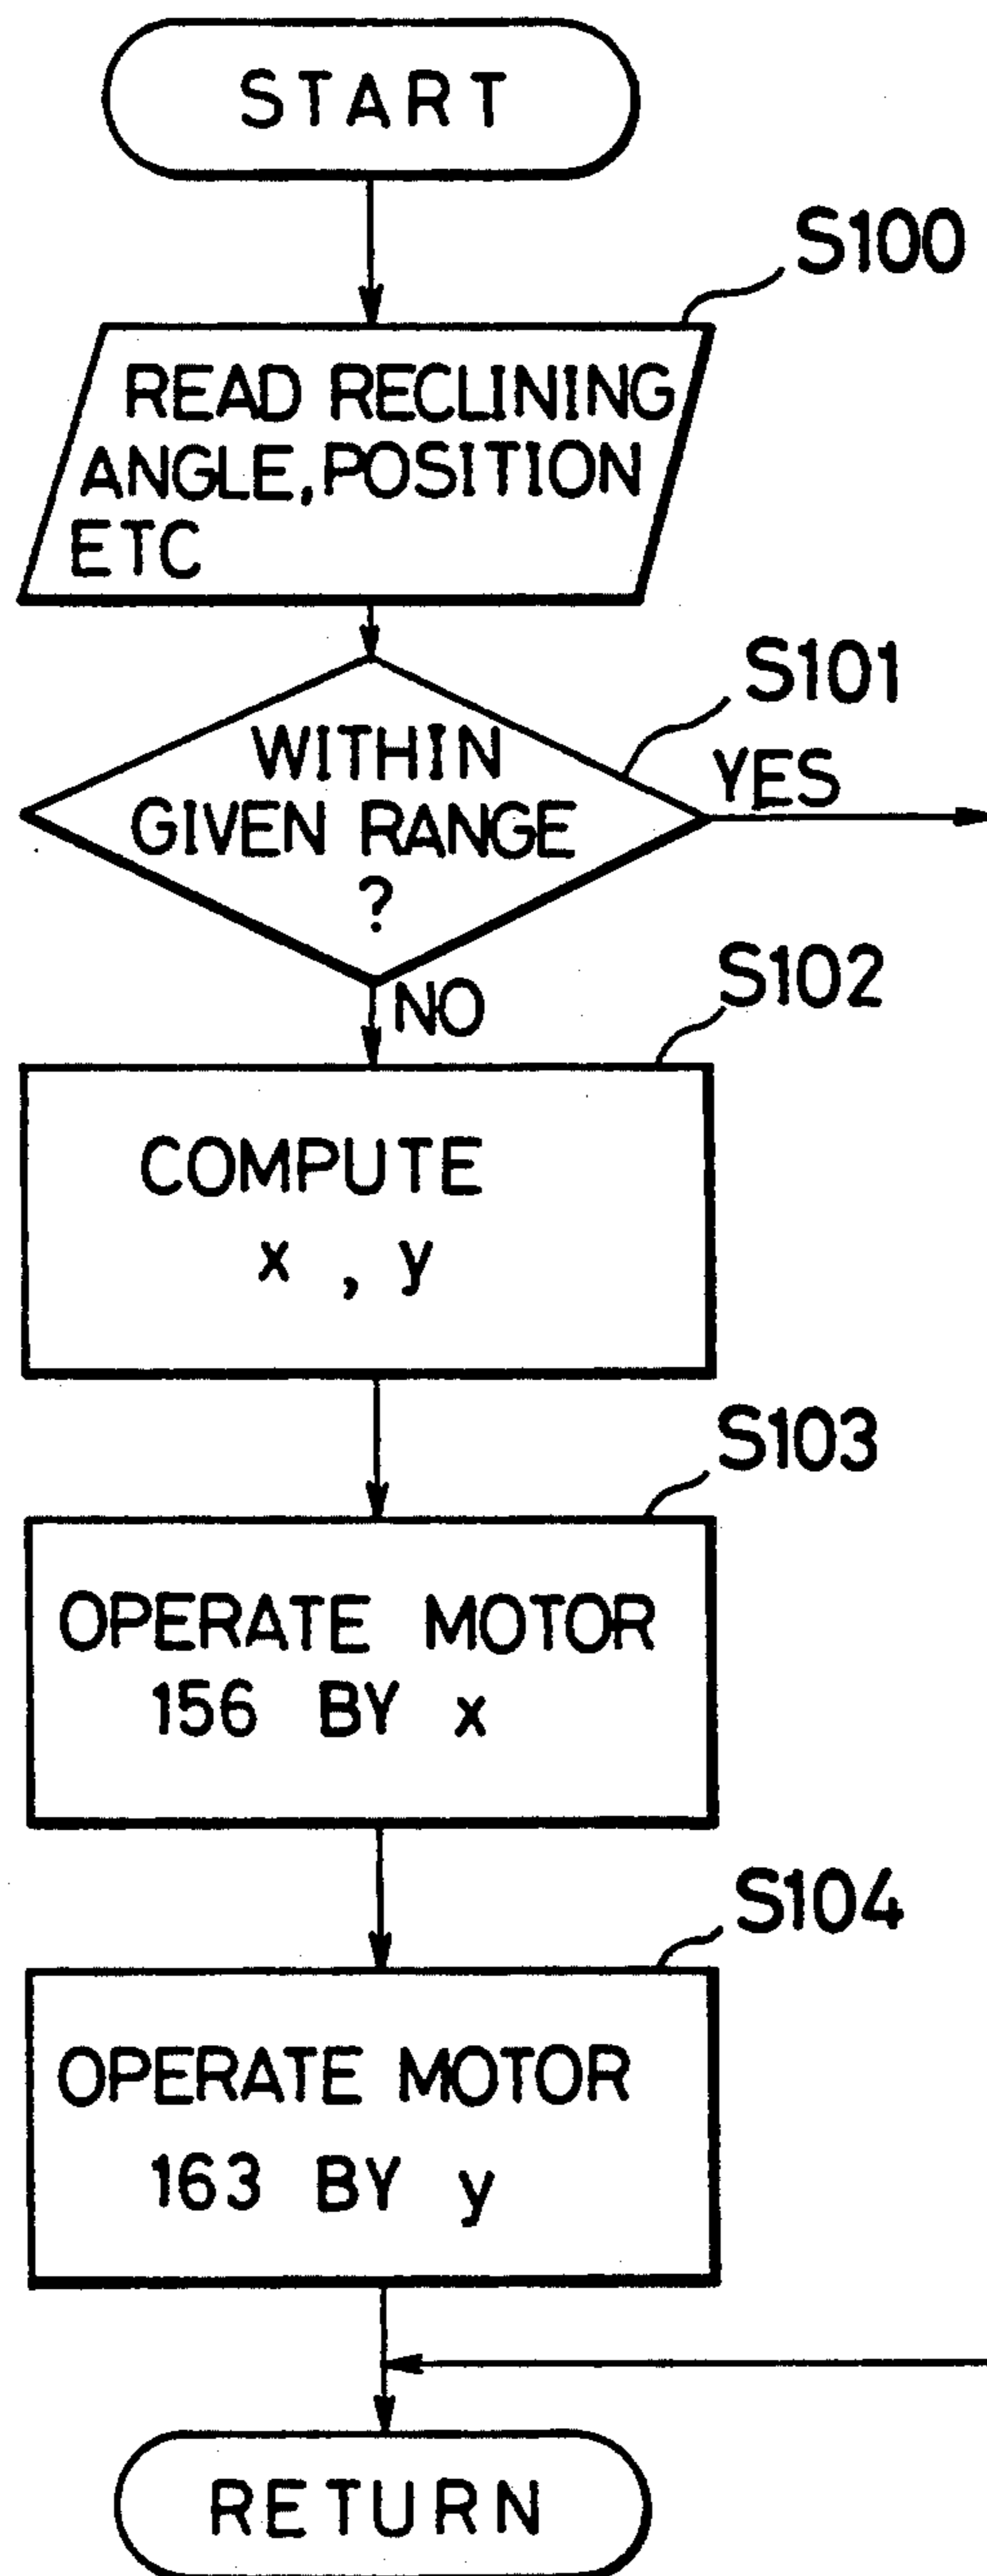 START
S100
READ RECLINING
ANGLE, POSITION
ETC
S101
WITHIN
GIVEN RANGE
?
YES
NO
S102
COMPUTE
x , y
S103
OPERATE MOTOR
156 BY x
S104
OPERATE MOTOR
163 BY y
RETURN